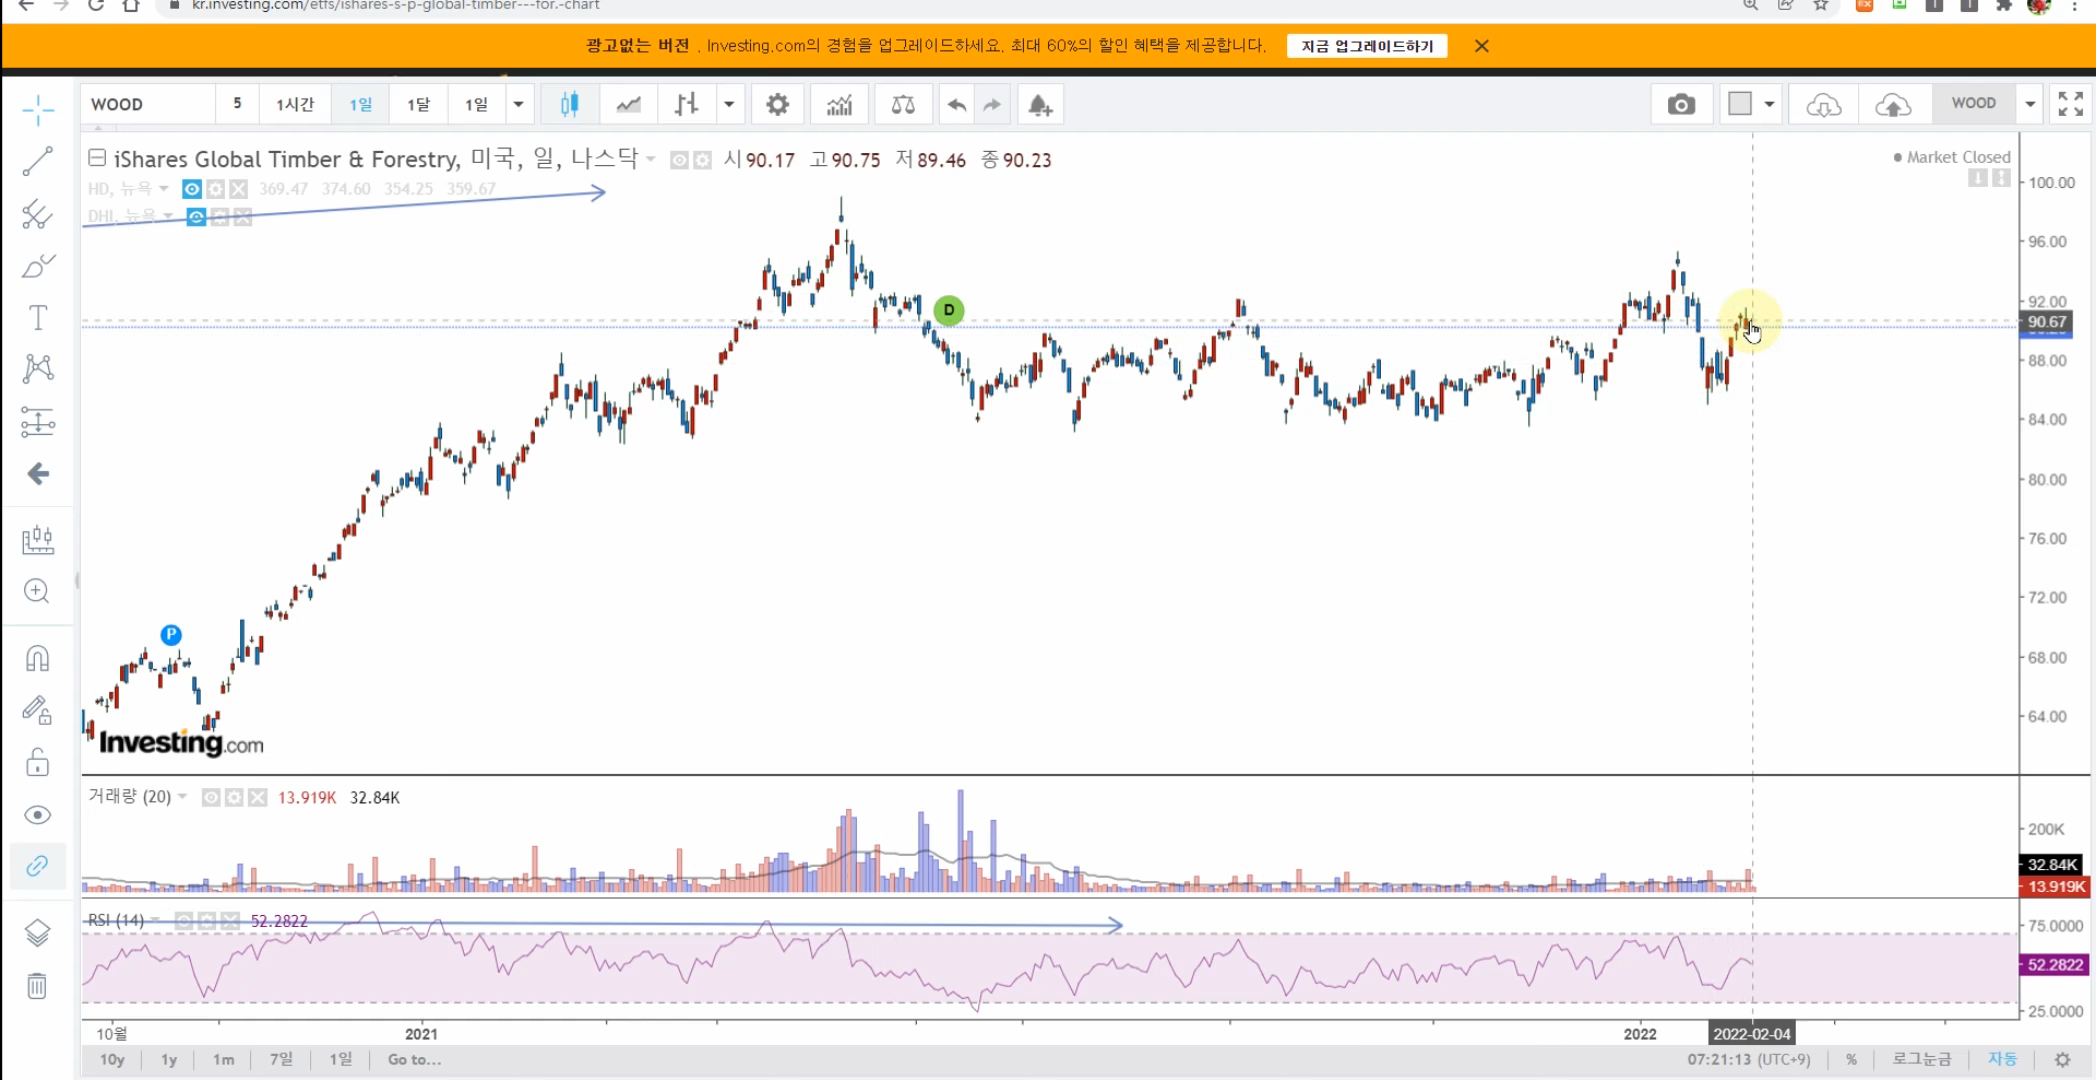 kr.investing.com/etfs/ishares-s-p-global-timber---for.-chart
광고없는 버전 . Investing.com의 경험을 업그레이드하세요. 최대 60%의 할인 혜택을 제공합니다.
지금 업그레이드하기
WOOD 5 1시간 1일 1달 1일 WOOD
iShares Global Timber & Forestry, 미국, 일, 나스닥 시90.17 고90.75 저89.46 종90.23
Market Closed
HD, 뉴욕 369.47 374.60 354.25 359.67
DHI, 뉴욕
100.00
96.00
92.00
90.67
88.00
84.00
80.00
76.00
72.00
68.00
64.00
D
P
Investing.com
거래량 (20) 13.919K 32.84K
200K
32.84K
13.919K
RSI (14) 52.2822
75.0000
52.2822
25.0000
10월 2021 2022 2022-02-04
10y 1y 1m 7일 1일 Go to... 07:21:13 (UTC+9) % 로그눈금 자동